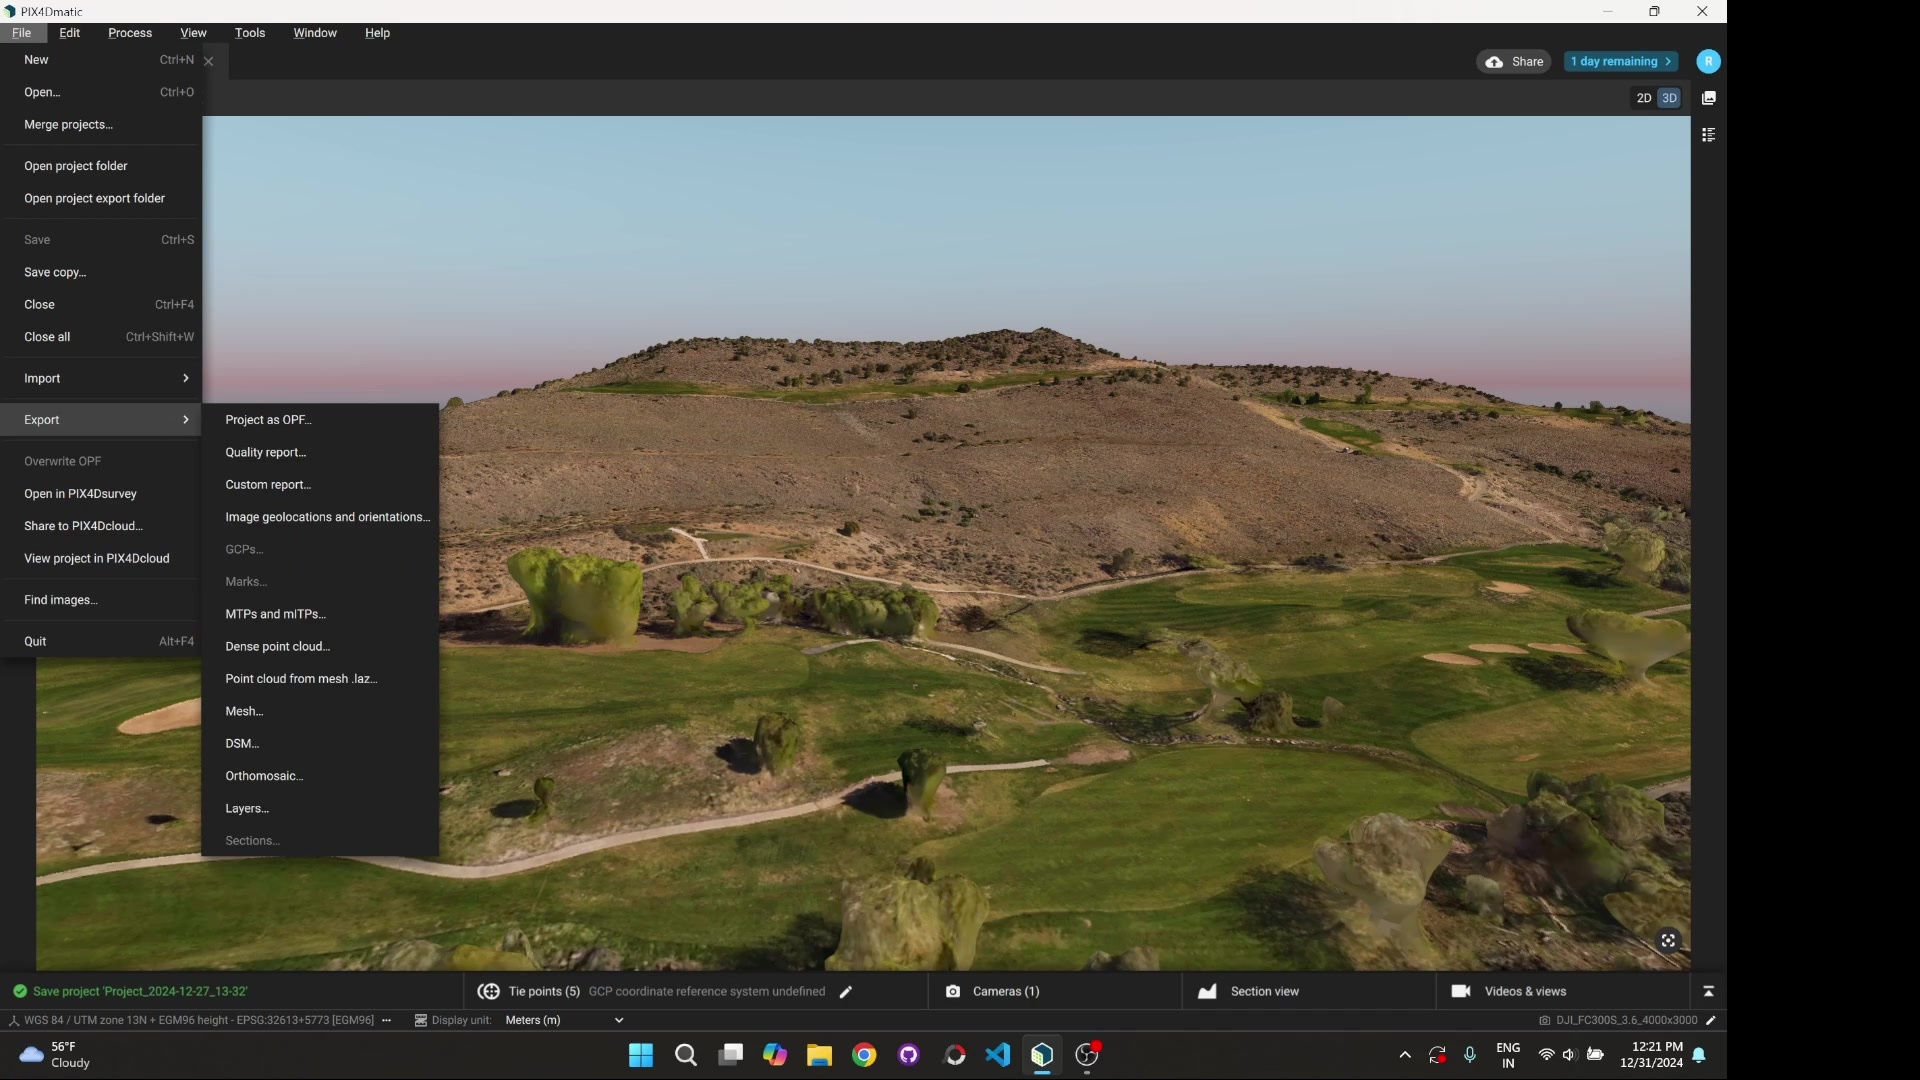 PIX4Dmatic
File Edit Process View Tools Window Help
New Ctrl+N
Share 1 day remaining R
Open... Ctrl+O
2D 3D
Merge projects...
Open project folder
Open project export folder
Save Ctrl+S
Save copy...
Close Ctrl+F4
Close all Ctrl+Shift+W
Import
Export
Overwrite OPF
Open in PIX4Dsurvey
Share to PIX4Dcloud...
View project in PIX4Dcloud
Find images...
Quit Alt+F4
Project as OPF...
Quality report...
Custom report...
Image geolocations and orientations...
GCPs...
Marks...
MTPs and mITPs...
Dense point cloud...
Point cloud from mesh .laz...
Mesh...
DSM...
Orthomosaic...
Layers...
Sections...
Save project 'Project_2024-12-27_13-32' Tie points (5) GCP coordinate reference system undefined Cameras (1) Section view Videos & views
WGS 84 / UTM zone 13N + EGM96 height - EPSG:32613+5773 [EGM96] ••• Display unit: Meters (m) DJI_FC300S_3.6_4000x3000
56°F
Cloudy
ENG
IN
12:21 PM
12/31/2024